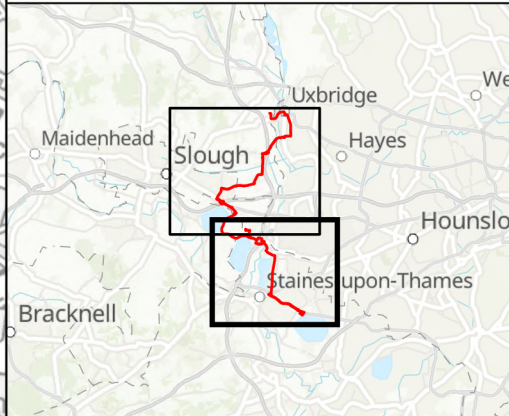 We
Uxbridge
Maidenhead
Hayes
Slough
Hounslo
Staines-upon-Thames
Bracknell